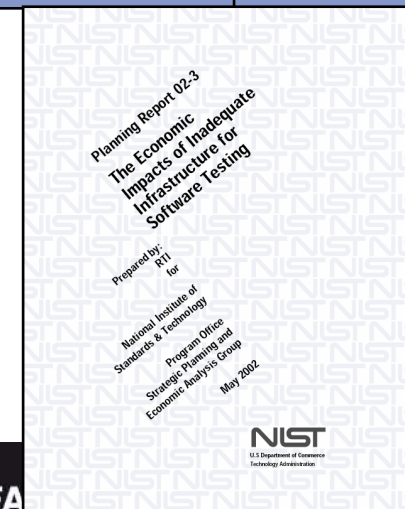 Planning Report 02-3
The Economic
Impacts of Inadequate
Infrastructure for
Software Testing
Prepared by:
RTI
for
National Institute of
Standards & Technology
Program Office
Strategic Planning and
Economic Analysis Group
May 2002
NIST
U.S Department of Commerce
Technology Administration